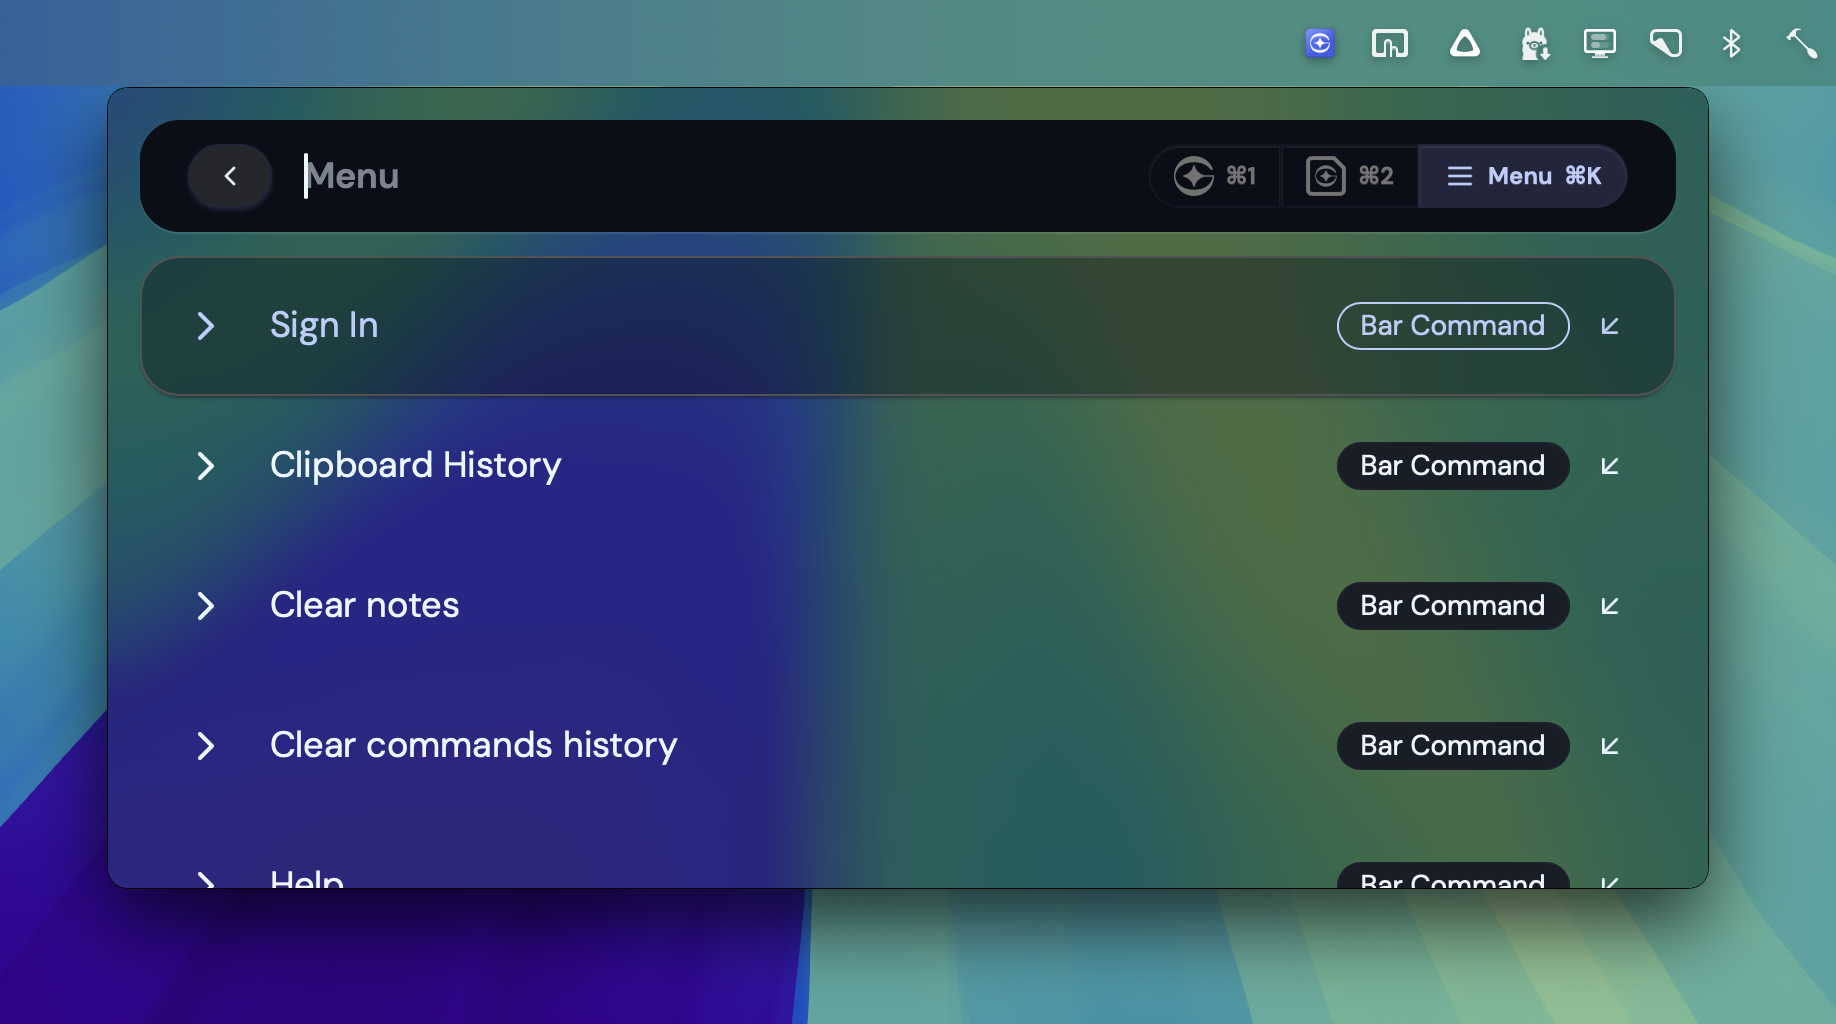 Menu
⌘1
⌘2
Menu ⌘K
Sign In
Bar Command
Clipboard History
Bar Command
Clear notes
Bar Command
Clear commands history
Bar Command
Help
Bar Command